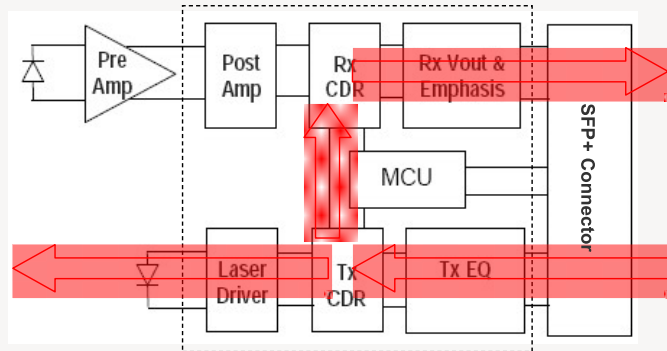 Pre
Amp
Post
Amp
Rx
CDR
Rx Vout &
Emphasis
SFP+ Connector
MCU
Laser
Driver
Tx
CDR
Tx EQ